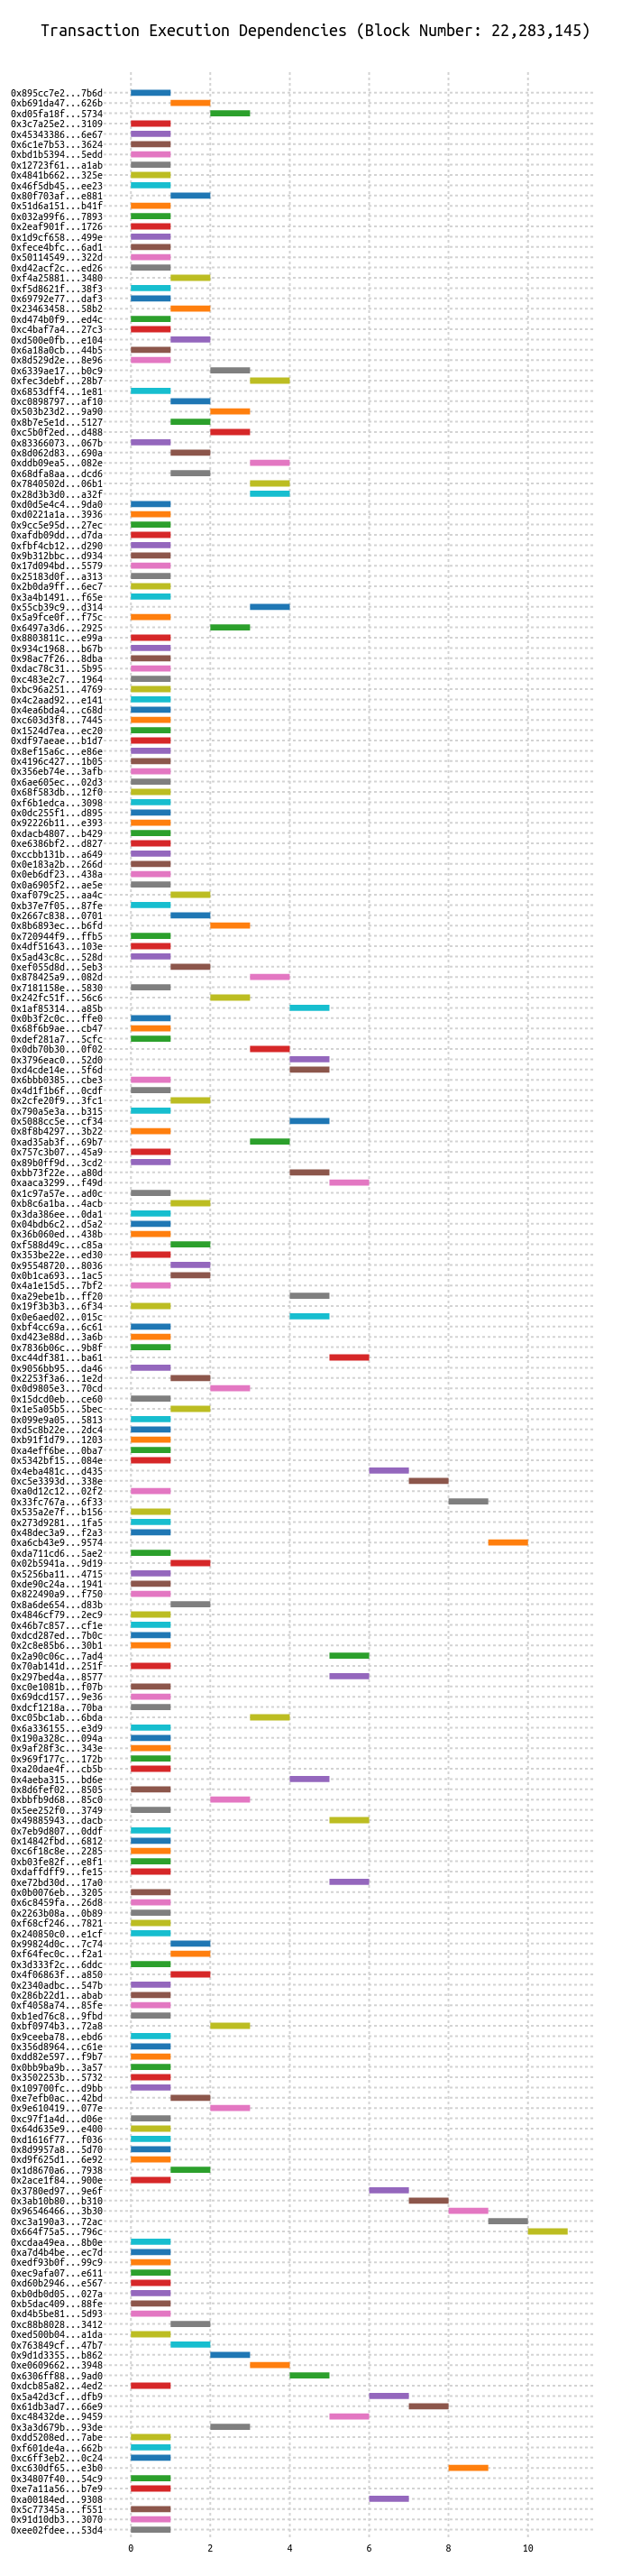 Transaction Execution Dependencies (Block Number: 22,283,145)
0x895cc7e2...7b6d
0xb691da47...626b
0xd05fa18f...5734
0x3c7a25e2...3109
0x45343386...6e67
0x6c1e7b53...3624
0xbd1b5394...5edd
0x12723f61...a1ab
0x4841b662...325e
0x46f5db45...ee23
0x80f703af...e881
0x51d6a151...b41f
0x032a99f6...7893
0x2eaf901f...1726
0x1d9cf658...499e
0xfece4bfc...6ad1
0x50114549...322d
0xd42acf2c...ed26
0xf4a25881...3480
0xf5d8621f...38f3
0x69792e77...daf3
0x23463458...58b2
0xd474b0f9...ed4c
0xc4baf7a4...27c3
0xd500e0fb...e104
0x6a18a0cb...44b5
0x8d529d2e...8e96
0x6339ae17...b0c9
0xfec3debf...28b7
0x6853dff4...1e81
0xc0898797...af10
0x503b23d2...9a90
0x8b7e5e1d...5127
0xc5b0f2ed...d488
0x83366073...067b
0x8d062d83...690a
0xddb09ea5...082e
0x68dfa8aa...dcd6
0x7840502d...06b1
0x28d3b3d0...a32f
0xd0d5e4c4...9da0
0xd0221a1a...3936
0x9cc5e95d...27ec
0xafdb09dd...d7da
0xfbf4cb12...d290
0x9b312bbc...d934
0x17d094bd...5579
0x25183d0f...a313
0x2b0da9ff...6ec7
0x3a4b1491...f65e
0x55cb39c9...d314
0x5a9fce0f...f75c
0x6497a3d6...2925
0x8803811c...e99a
0x934c1968...b67b
0x98ac7f26...8dba
0xdac78c31...5b95
0xc483e2c7...1964
0xbc96a251...4769
0x4c2aad92...e141
0x4ea6bda4...c68d
0xc603d3f8...7445
0x1524d7ea...ec20
0xdf97aeae...b1d7
0x8ef15a6c...e86e
0x4196c427...1b05
0x356eb74e...3afb
0x6ae605ec...02d3
0x68f583db...12f0
0xf6b1edca...3098
0x0dc255f1...d895
0x92226b11...e393
0xdacb4807...b429
0xe6386bf2...d827
0xccbb131b...a649
0x0e183a2b...266d
0x0eb6df23...438a
0x0a6905f2...ae5e
0xaf079c25...aa4c
0xb37e7f05...87fe
0x2667c838...0701
0x8b6893ec...b6fd
0x720944f9...ffb5
0x4df51643...103e
0x5ad43c8c...528d
0xef055d8d...5eb3
0x878425a9...082d
0x7181158e...5830
0x242fc51f...56c6
0x1af85314...a85b
0x0b3f2c0c...ffe0
0x68f6b9ae...cb47
0xdef281a7...5cfc
0x0db70b30...0f02
0x3796eac0...52d0
0xd4cde14e...5f6d
0x6bbb0385...cbe3
0x4d1f1b6f...0cdf
0x2cfe20f9...3fc1
0x790a5e3a...b315
0x5088cc5e...cf34
0x8f8b4297...3b22
0xad35ab3f...69b7
0x757c3b07...45a9
0x89b0ff9d...3cd2
0xbb73f22e...a80d
0xaaca3299...f49d
0x1c97a57e...ad0c
0xb8c6a1ba...4acb
0x3da386ee...0da1
0x04bdb6c2...d5a2
0x36b060ed...438b
0xf588d49c...c85a
0x353be22e...ed30
0x95548720...8036
0x0b1ca693...1ac5
0x4a1e15d5...7bf2
0xa29ebe1b...ff20
0x19f3b3b3...6f34
0x0e6aed02...015c
0xbf4cc69a...6c61
0xd423e88d...3a6b
0x7836b06c...9b8f
0xc44df381...ba61
0x9056bb95...da46
0x2253f3a6...1e2d
0x0d9805e3...70cd
0x15dcd0eb...ce60
0x1e5a05b5...5bec
0x099e9a05...5813
0xd5c8b22e...2dc4
0xb91f1d79...1203
0xa4eff6be...0ba7
0x5342bf15...084e
0x4eba481c...d435
0xc5e3393d...338e
0xa0d12c12...02f2
0x33fc767a...6f33
0x535a2e7f...b156
0x273d9281...1fa5
0x48dec3a9...f2a3
0xa6cb43e9...9574
0xda711cd6...5ae2
0x02b5941a...9d19
0x5256ba11...4715
0xde90c24a...1941
0x822490a9...f750
0x8a6de654...d83b
0x4846cf79...2ec9
0x46b7c857...cf1e
0xdcd287ed...7b0c
0x2c8e85b6...30b1
0x2a90c06c...7ad4
0x70ab141d...251f
0x297bed4a...8577
0xc0e1081b...f07b
0x69dcd157...9e36
0xdcf1218a...70ba
0xc05bc1ab...6bda
0x6a336155...e3d9
0x190a328c...094a
0x9af28f3c...343e
0x969f177c...172b
0xa20dae4f...cb5b
0x4aeba315...bd6e
0x8d6fef02...8505
0xbbfb9d68...85c0
0x5ee252f0...3749
0x49885943...dacb
0x7eb9d807...0ddf
0x14842fbd...6812
0xc6f18c8e...2285
0xb03fe82f...e8f1
0xdaffdff9...fe15
0xe72bd30d...17a0
0x0b0076eb...3205
0x6c8459fa...26d8
0x2263b08a...0b89
0xf68cf246...7821
0x240850c0...e1cf
0x99824d0c...7c74
0xf64fec0c...f2a1
0x3d333f2c...6ddc
0x4f06863f...a850
0x2340adbc...547b
0x286b22d1...abab
0xf4058a74...85fe
0xb1ed76c8...9fbd
0xbf0974b3...72a8
0x9ceeba78...ebd6
0x356d8964...c61e
0xdd82e597...f9b7
0x0bb9ba9b...3a57
0x3502253b...5732
0x109700fc...d9bb
0xe7efb0ac...42bd
0x9e610419...077e
0xc97f1a4d...d06e
0x64d635e9...e400
0xd1616f77...f036
0x8d9957a8...5d70
0xd9f625d1...6e92
0x1d8670a6...7938
0x2ace1f84...900e
0x3780ed97...9e6f
0x3ab10b80...b310
0x96546466...3b30
0xc3a190a3...72ac
0x664f75a5...796c
0xcdaa49ea...8b0e
0xa7d4b4be...ec7d
0xedf93b0f...99c9
0xec9afa07...e611
0xd60b2946...e567
0xb0db0d05...027a
0xb5dac409...88fe
0xd4b5be81...5d93
0xc88b8028...3412
0xed500b04...a1da
0x763849cf...47b7
0x9d1d3355...b862
0xe0609662...3948
0x6306ff88...9ad0
0xdcb85a82...4ed2
0x5a42d3cf...dfb9
0x61db3ad7...66e9
0xc48432de...9459
0x3a3d679b...93de
0xdd5208ed...7abe
0xf601de4a...662b
0xc6ff3eb2...0c24
0xc630df65...e3b0
0x34807f40...54c9
0xe7a11a56...b7e9
0xa00184ed...9308
0x5c77345a...f551
0x91d10db3...3070
0xee02fdee...53d4
0 2 4 6 8 10